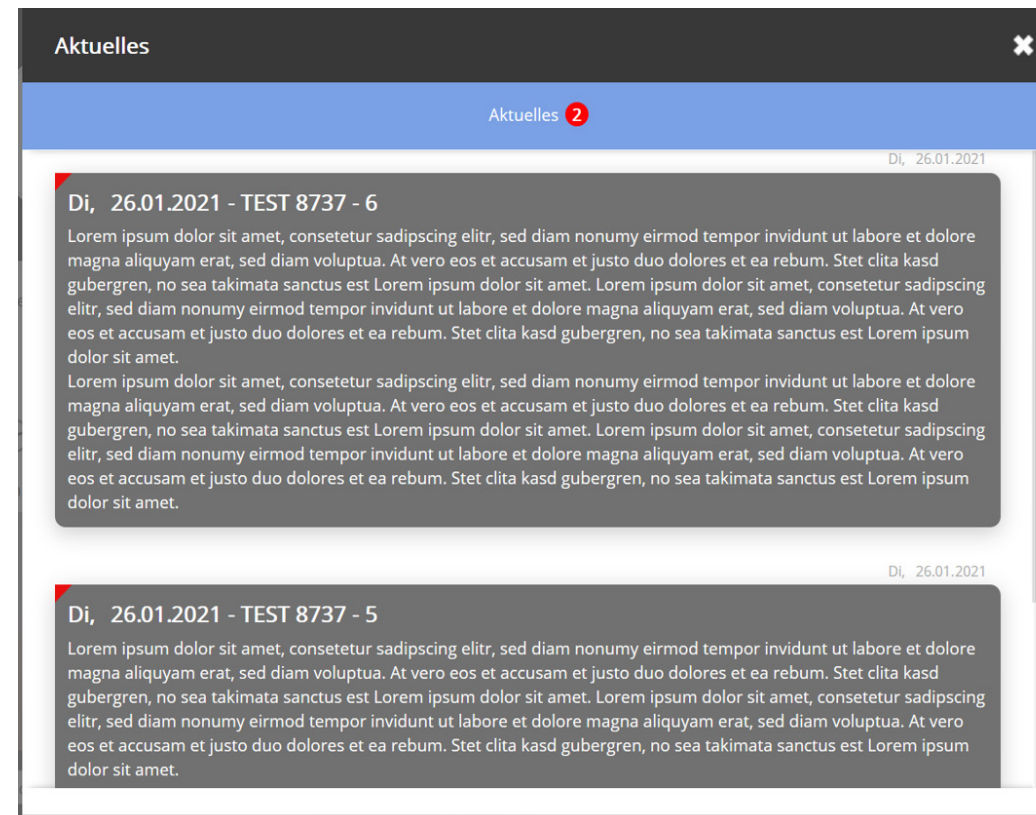 Aktuelles
Aktuelles 2
Di, 26.01.2021
Di, 26.01.2021 - TEST 8737 - 6
Lorem ipsum dolor sit amet, consetetur sadipscing elitr, sed diam nonumy eirmod tempor invidunt ut labore et dolore
magna aliquyam erat, sed diam voluptua. At vero eos et accusam et justo duo dolores et ea rebum. Stet clita kasd
gubergren, no sea takimata sanctus est Lorem ipsum dolor sit amet. Lorem ipsum dolor sit amet, consetetur sadipscing
elitr, sed diam nonumy eirmod tempor invidunt ut labore et dolore magna aliquyam erat, sed diam voluptua. At vero
eos et accusam et justo duo dolores et ea rebum. Stet clita kasd gubergren, no sea takimata sanctus est Lorem ipsum
dolor sit amet.
Lorem ipsum dolor sit amet, consetetur sadipscing elitr, sed diam nonumy eirmod tempor invidunt ut labore et dolore
magna aliquyam erat, sed diam voluptua. At vero eos et accusam et justo duo dolores et ea rebum. Stet clita kasd
gubergren, no sea takimata sanctus est Lorem ipsum dolor sit amet. Lorem ipsum dolor sit amet, consetetur sadipscing
elitr, sed diam nonumy eirmod tempor invidunt ut labore et dolore magna aliquyam erat, sed diam voluptua. At vero
eos et accusam et justo duo dolores et ea rebum. Stet clita kasd gubergren, no sea takimata sanctus est Lorem ipsum
dolor sit amet.
Di, 26.01.2021
Di, 26.01.2021 - TEST 8737 - 5
Lorem ipsum dolor sit amet, consetetur sadipscing elitr, sed diam nonumy eirmod tempor invidunt ut labore et dolore
magna aliquyam erat, sed diam voluptua. At vero eos et accusam et justo duo dolores et ea rebum. Stet clita kasd
gubergren, no sea takimata sanctus est Lorem ipsum dolor sit amet. Lorem ipsum dolor sit amet, consetetur sadipscing
elitr, sed diam nonumy eirmod tempor invidunt ut labore et dolore magna aliquyam erat, sed diam voluptua. At vero
eos et accusam et justo duo dolores et ea rebum. Stet clita kasd gubergren, no sea takimata sanctus est Lorem ipsum
dolor sit amet.